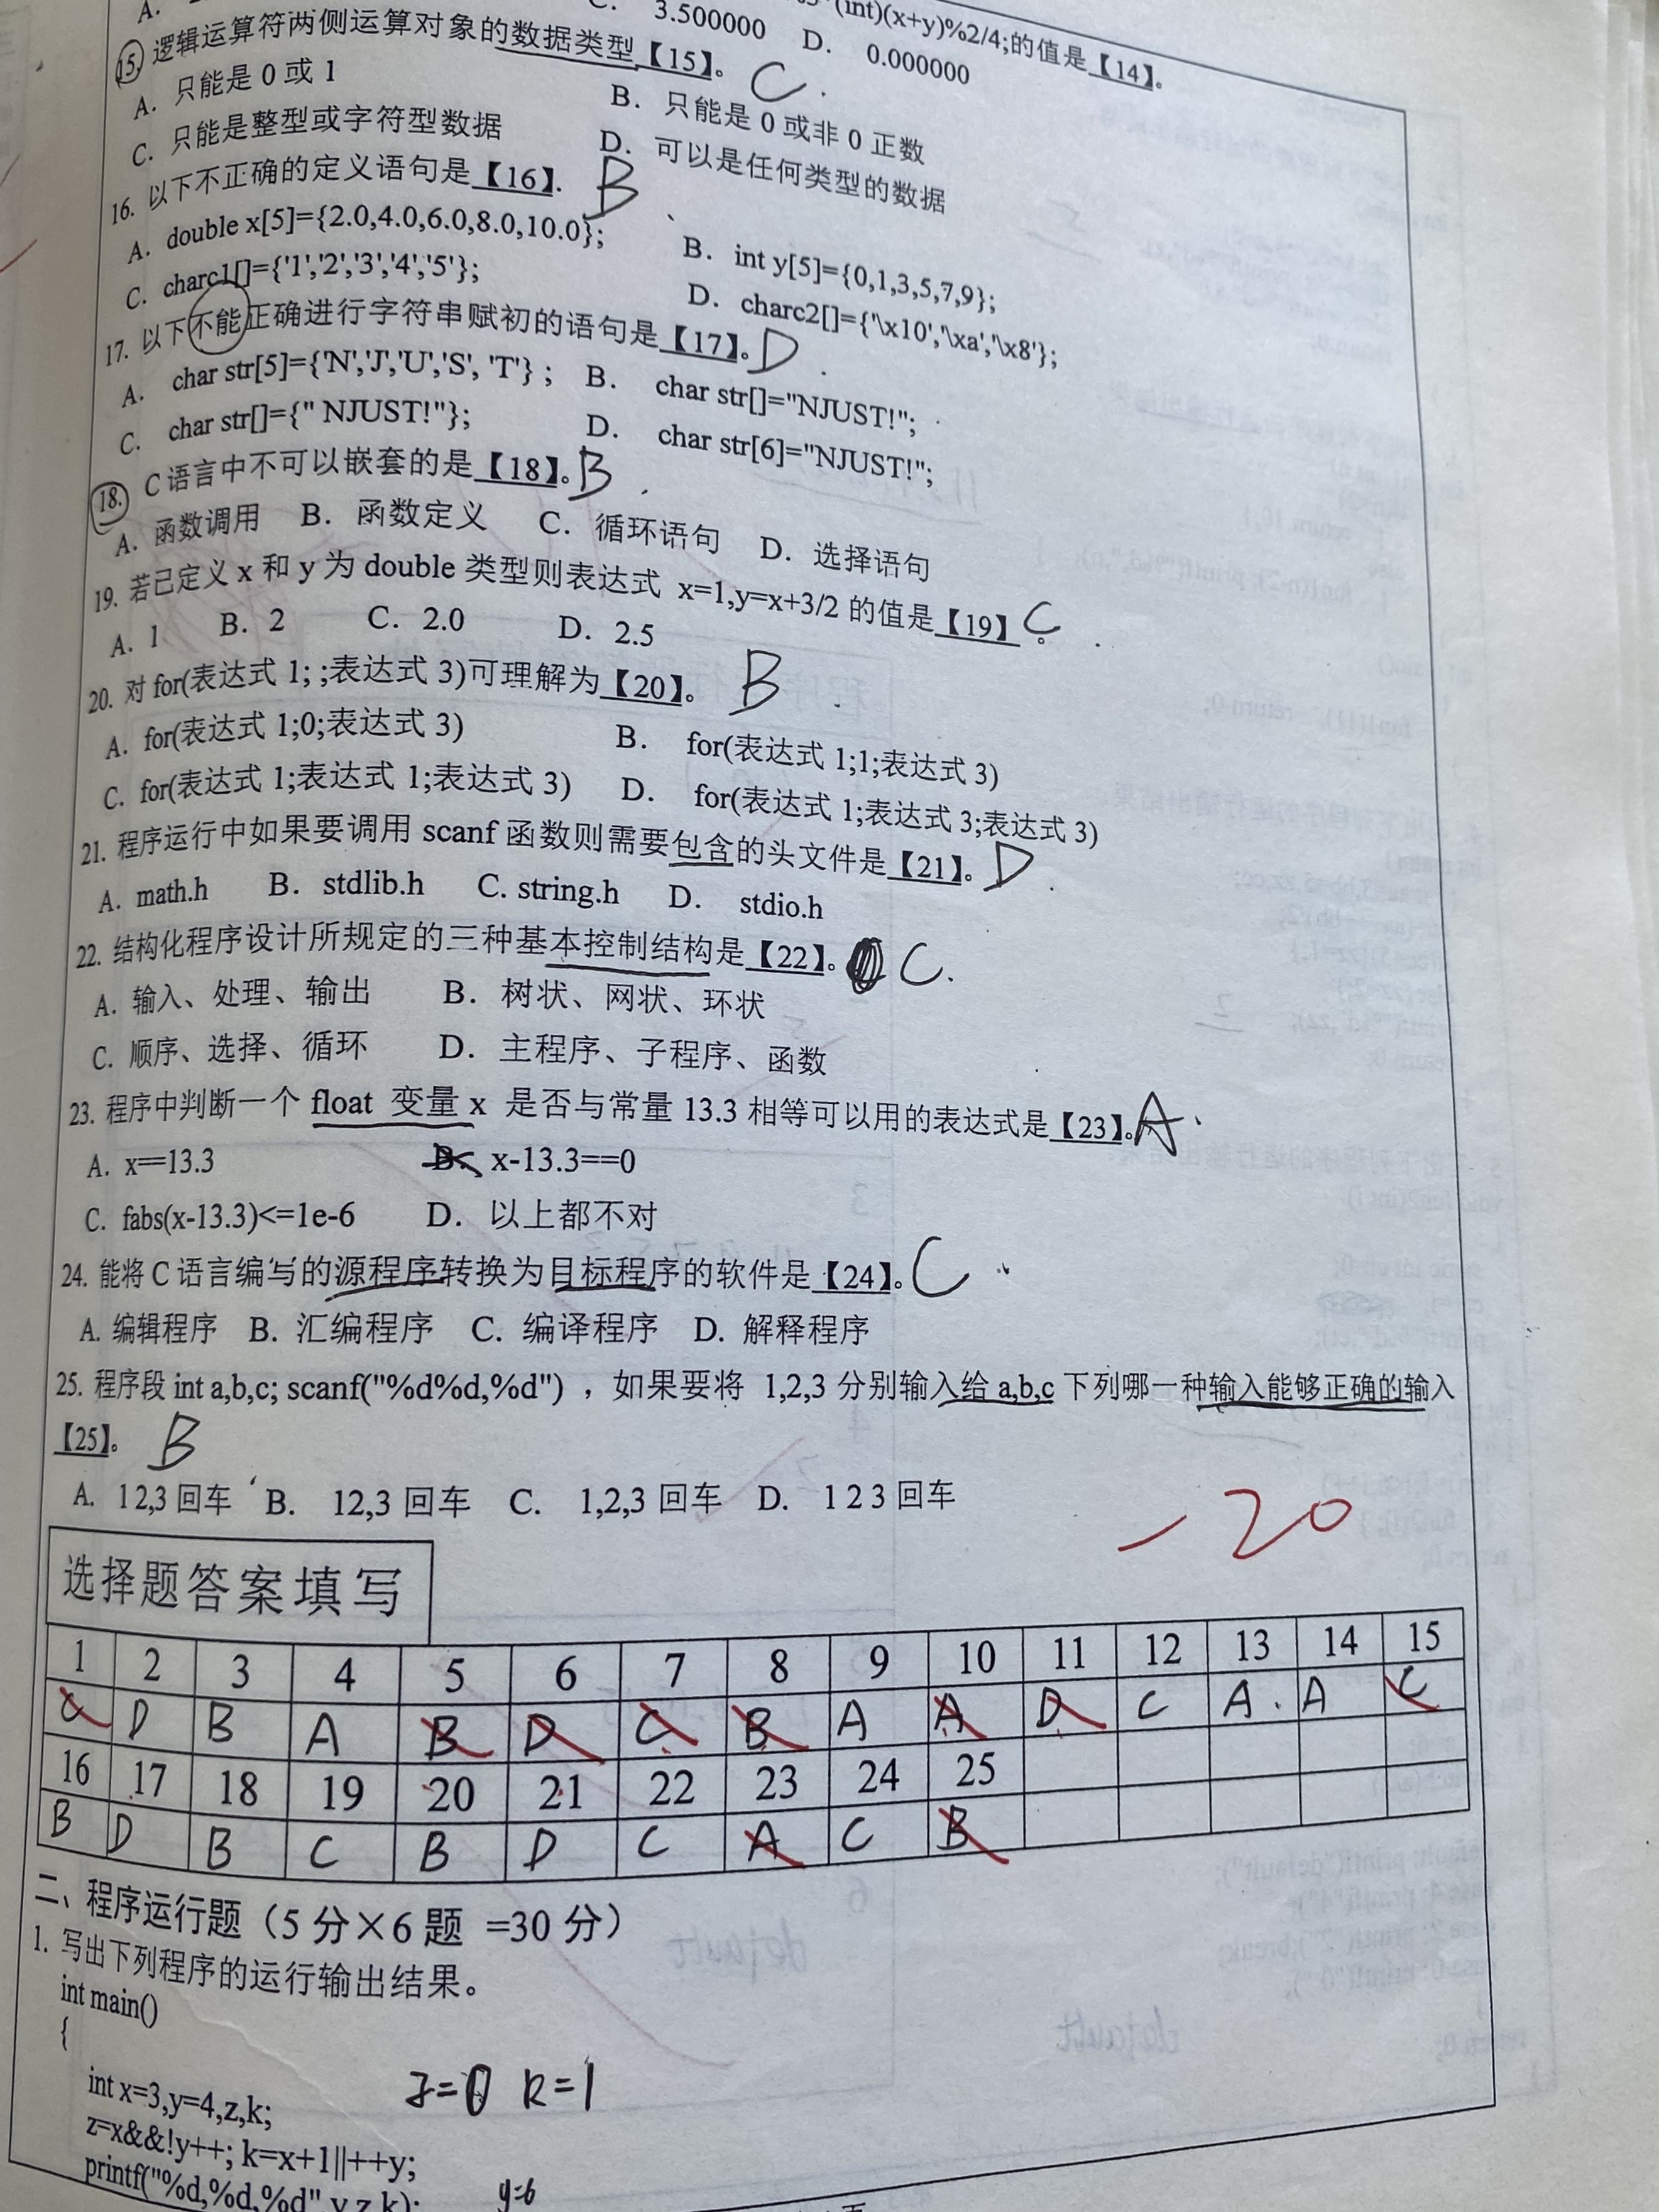 (int)(x+y)%2/4;的值是【14】。
A.
C. 3.500000 D. 0.000000
15. 逻辑运算符两侧运算对象的数据类型【15】。 C
A. 只能是 0 或 1 B. 只能是 0 或非 0 正数
C. 只能是整型或字符型数据 D. 可以是任何类型的数据
16. 以下不正确的定义语句是【16】. B
A. double x[5]={2.0,4.0,6.0,8.0,10.0}; B. int y[5]={0,1,3,5,7,9};
C. charc1[]={'1','2','3','4','5'}; D. charc2[]={'\x10','\xa','\x8'};
17. 以下不能正确进行字符串赋初的语句是【17】。 D
A. char str[5]={'N','J','U','S', 'T'} ; B. char str[]="NJUST!";
C. char str[]={" NJUST!"}; D. char str[6]="NJUST!";
18. C 语言中不可以嵌套的是【18】。 B
A. 函数调用 B. 函数定义 C. 循环语句 D. 选择语句
19. 若已定义 x 和 y 为 double 类型则表达式 x=1,y=x+3/2 的值是【19】。 C
A. 1 B. 2 C. 2.0 D. 2.5
20. 对 for(表达式 1; ;表达式 3)可理解为【20】。 B
A. for(表达式 1;0;表达式 3) B. for(表达式 1;1;表达式 3)
C. for(表达式 1;表达式 1;表达式 3) D. for(表达式 1;表达式 3;表达式 3)
21. 程序运行中如果要调用 scanf 函数则需要包含的头文件是【21】。 D
A. math.h B. stdlib.h C. string.h D. stdio.h
22. 结构化程序设计所规定的三种基本控制结构是【22】。 C.
A. 输入、处理、输出 B. 树状、网状、环状
C. 顺序、选择、循环 D. 主程序、子程序、函数
23. 程序中判断一个 float 变量 x 是否与常量 13.3 相等可以用的表达式是【23】。 A.
A. x==13.3 B. x-13.3==0
C. fabs(x-13.3)<=1e-6 D. 以上都不对
24. 能将 C 语言编写的源程序转换为目标程序的软件是【24】。 C
A. 编辑程序 B. 汇编程序 C. 编译程序 D. 解释程序
25. 程序段 int a,b,c; scanf("%d%d,%d") ，如果要将 1,2,3 分别输入给 a,b,c 下列哪一种输入能够正确的输入
【25】。 B
A. 1 2,3 回车 B. 12,3 回车 C. 1,2,3 回车 D. 1 2 3 回车
-20
选择题答案填写
1 2 3 4 5 6 7 8 9 10 11 12 13 14 15
C D B A B D C B A A D C A. A C
16 17 18 19 20 21 22 23 24 25
B D B C B D C A C B
二、程序运行题（5 分×6 题 =30 分）
1. 写出下列程序的运行输出结果。
int main()
{
z=0 k=1
int x=3,y=4,z,k;
z=x&&!y++; k=x+1||++y;
printf("%d,%d,%d",y,z,k);
y=6